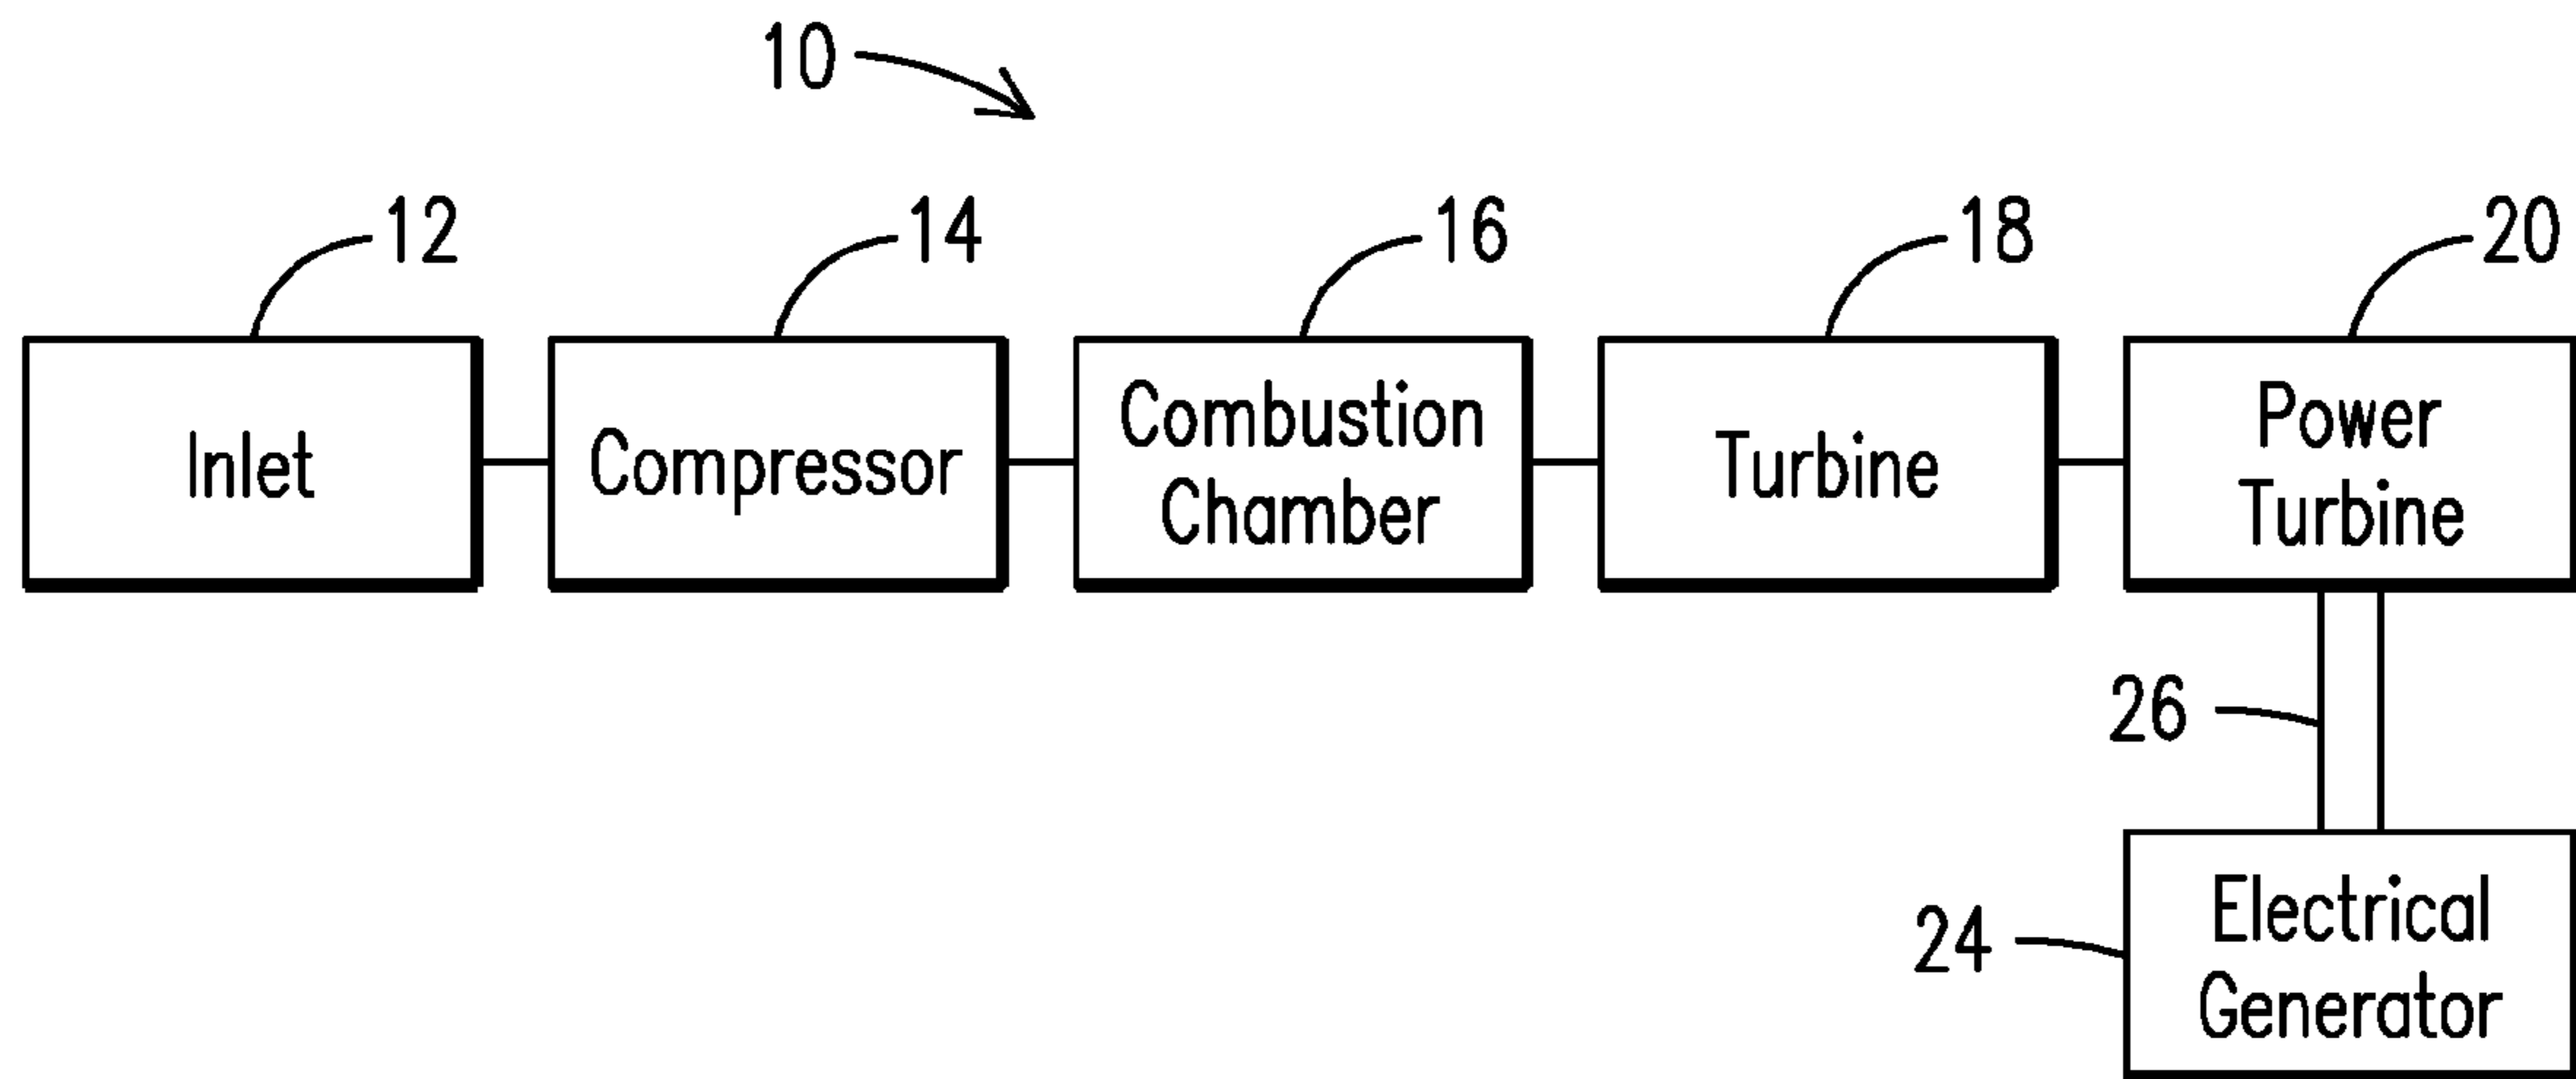 10
12
14
16
18
20
Inlet
Compressor
Combustion
Chamber
Turbine
Power
Turbine
26
24
Electrical
Generator